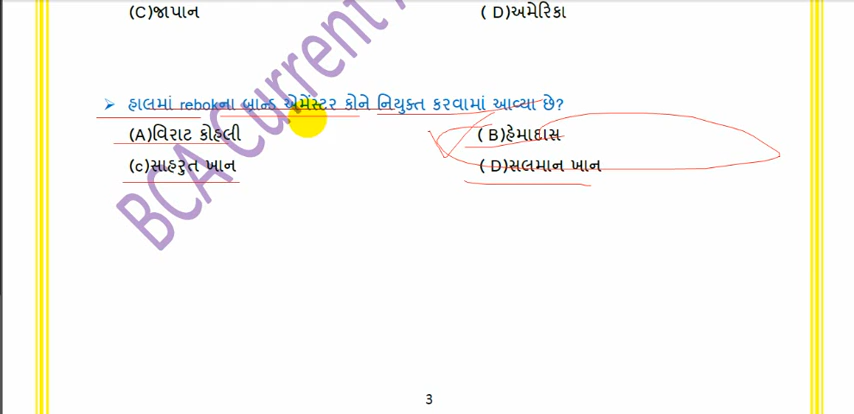 (C)જાપાન
( D)અમેરિકા
➢ હાલમાં rebokના બ્રાન્ડ એમેંસ્ટર કોને નિયુક્ત કરવામાં આવ્યા છે?
(A)વિરાટ કોહલી
( B)હેમાદાસ
(c)સાહરુત ખાન
( D)સલમાન ખાન
BCA Current
3